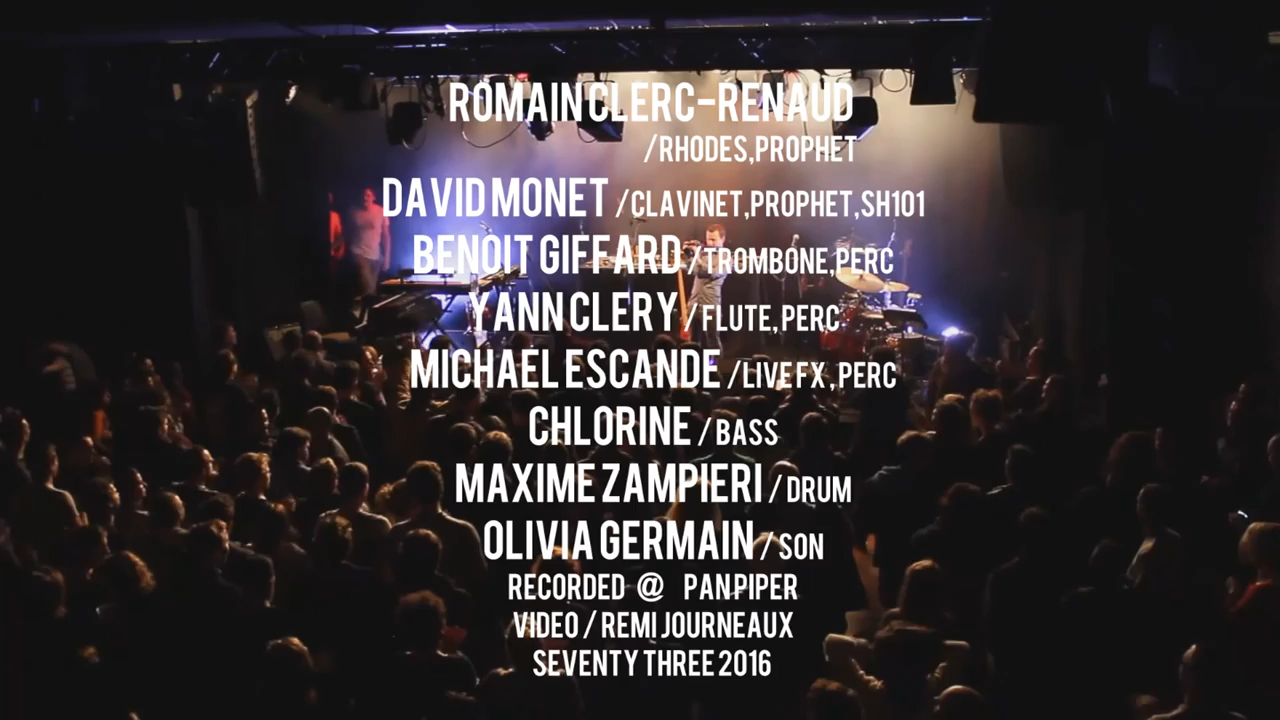 ROMAIN CLERC-RENAUD
/RHODES,PROPHET
DAVID MONET /CLAVINET,PROPHET,SH101
BENOIT GIFFARD /TROMBONE,PERC
YANN CLERY /FLUTE, PERC
MICHAEL ESCANDE /LIVE FX, PERC
CHLORINE / BASS
MAXIME ZAMPIERI / DRUM
OLIVIA GERMAIN / SON
RECORDED @ PANPIPER
VIDEO / REMI JOURNEAUX
SEVENTY THREE 2016